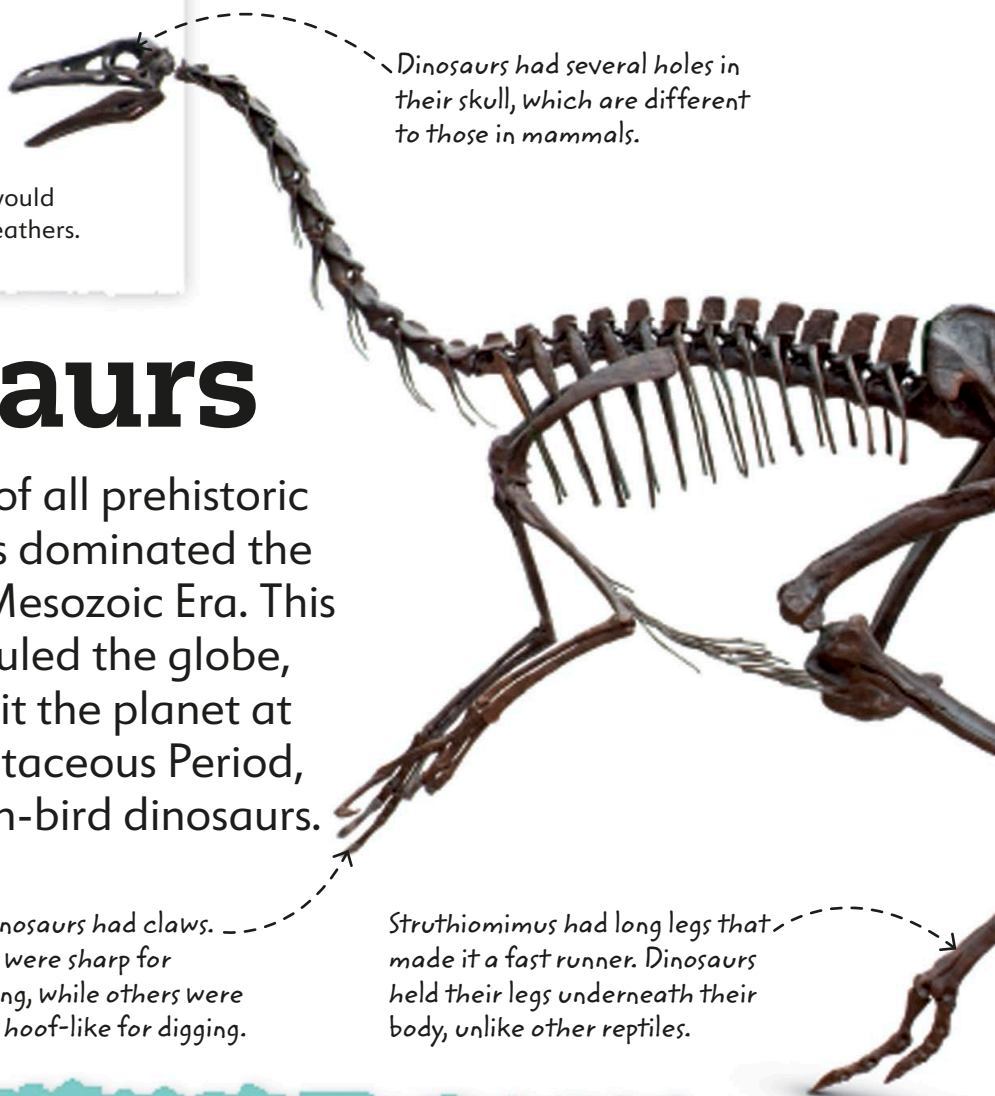 Dinosaurs had several holes in
their skull, which are different
to those in mammals.
would
eathers.
aurs
of all prehistoric
s dominated the
Mesozoic Era. This
uled the globe,
it the planet at
taceous Period,
n-bird dinosaurs.
nosaurs had claws.
were sharp for
ng, while others were
hoof-like for digging.
Struthiomimus had long legs that
made it a fast runner. Dinosaurs
held their legs underneath their
body, unlike other reptiles.